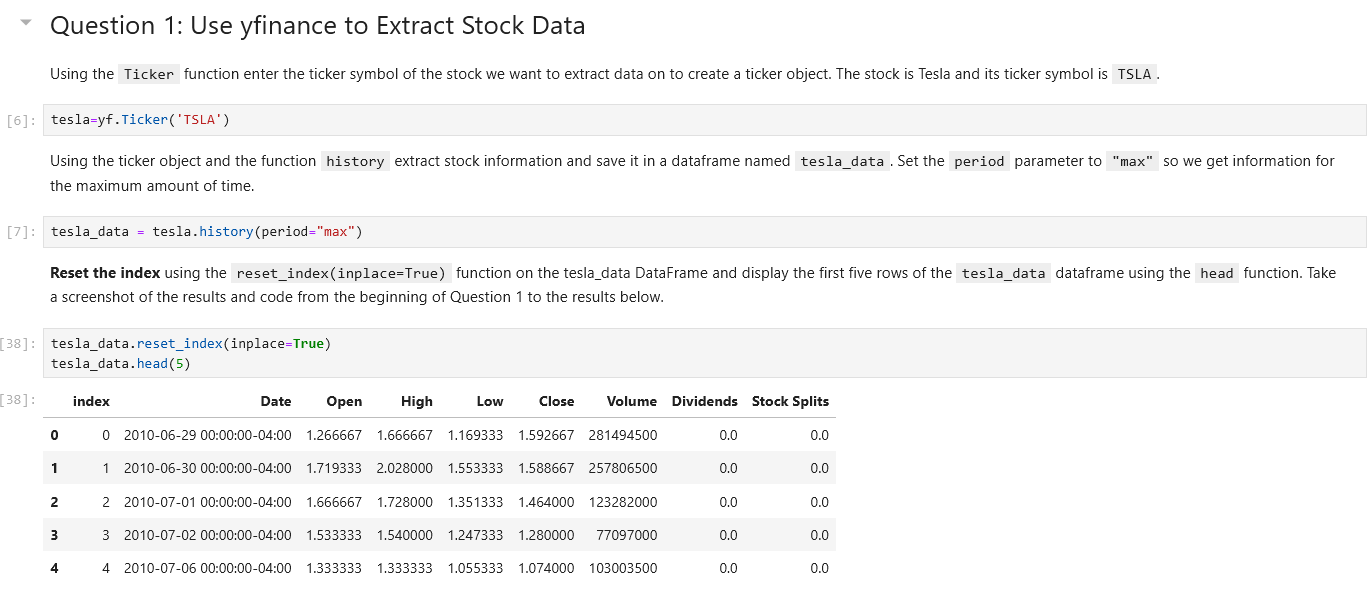 Question 1: Use yfinance to Extract Stock Data
Using the Ticker function enter the ticker symbol of the stock we want to extract data on to create a ticker object. The stock is Tesla and its ticker symbol is TSLA .
[6]: tesla=yf.Ticker('TSLA')
Using the ticker object and the function history extract stock information and save it in a dataframe named tesla_data . Set the period parameter to "max" so we get information for
the maximum amount of time.
[7]: tesla_data = tesla.history(period="max")
Reset the index using the reset_index(inplace=True) function on the tesla_data DataFrame and display the first five rows of the tesla_data dataframe using the head function. Take
a screenshot of the results and code from the beginning of Question 1 to the results below.
[38]: tesla_data.reset_index(inplace=True)
tesla_data.head(5)
[38]: index Date Open High Low Close Volume Dividends Stock Splits
0 0 2010-06-29 00:00:00-04:00 1.266667 1.666667 1.169333 1.592667 281494500 0.0 0.0
1 1 2010-06-30 00:00:00-04:00 1.719333 2.028000 1.553333 1.588667 257806500 0.0 0.0
2 2 2010-07-01 00:00:00-04:00 1.666667 1.728000 1.351333 1.464000 123282000 0.0 0.0
3 3 2010-07-02 00:00:00-04:00 1.533333 1.540000 1.247333 1.280000 77097000 0.0 0.0
4 4 2010-07-06 00:00:00-04:00 1.333333 1.333333 1.055333 1.074000 103003500 0.0 0.0